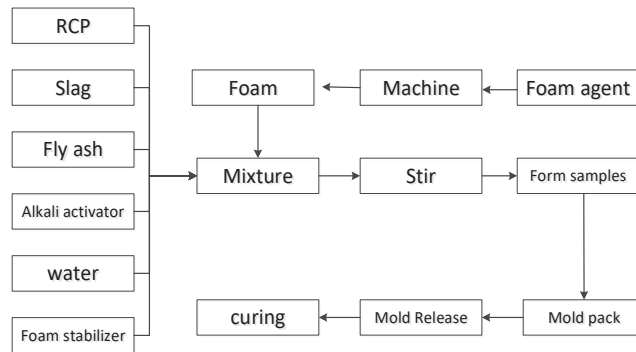 RCP
Slag
Fly ash
Alkali activator
water
Foam stabilizer
Foam
Machine
Foam agent
Mixture
Stir
Form samples
curing
Mold Release
Mold pack